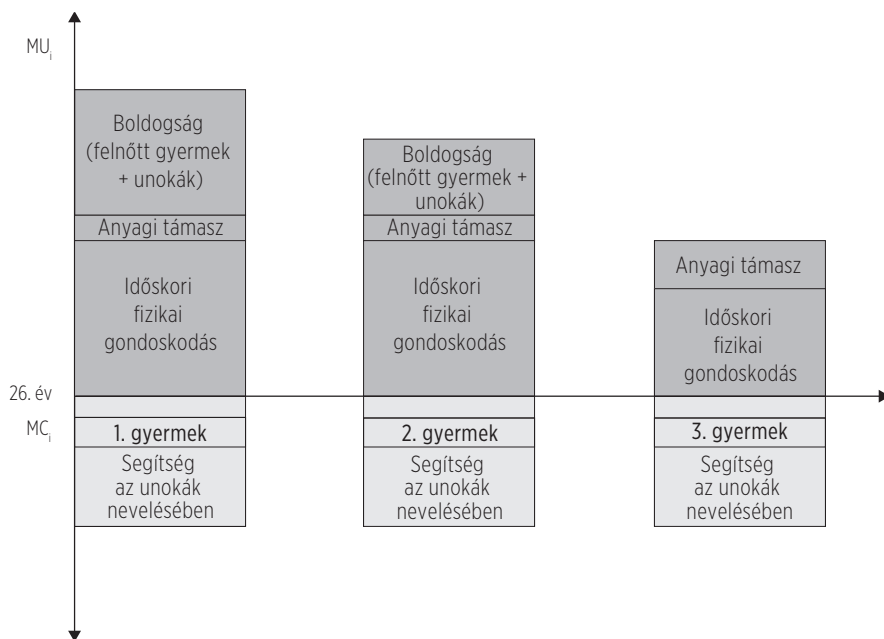 MUi
Boldogság
(felnőtt gyermek
+ unokák)
Anyagi támasz
Időskori
fizikai
gondoskodás
Boldogság
(felnőtt gyermek +
unokák)
Anyagi támasz
Időskori
fizikai
gondoskodás
Anyagi támasz
Időskori
fizikai
gondoskodás
26. év
MCi
1. gyermek
Segítség
az unokák
nevelésében
2. gyermek
Segítség
az unokák
nevelésében
3. gyermek
Segítség
az unokák
nevelésében